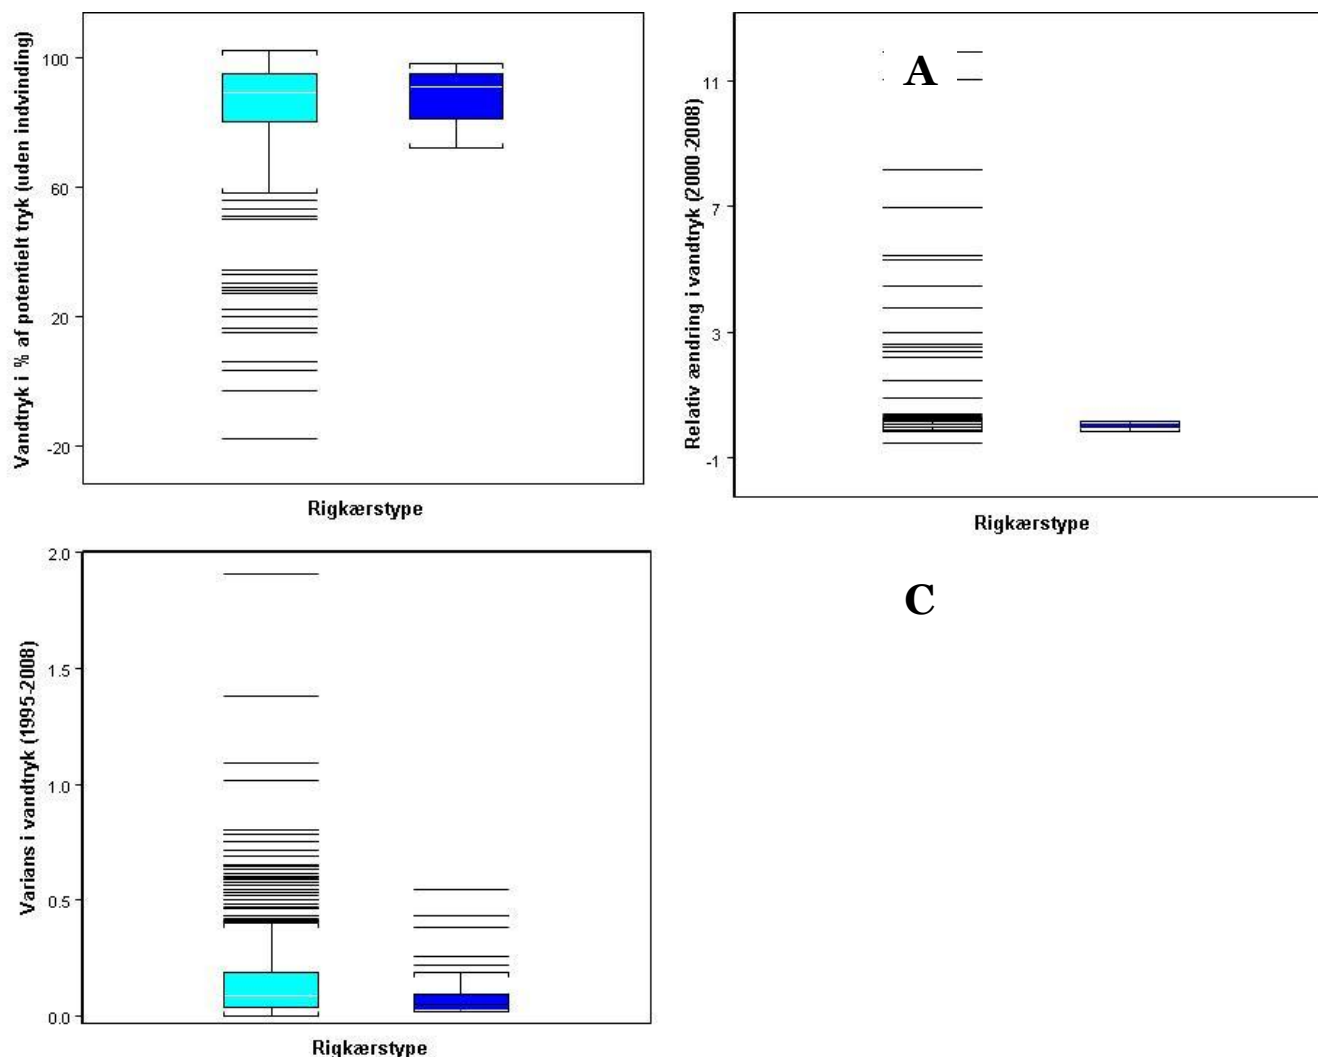 Vandtryk i % af potentielt tryk (uden indvinding)
100
60
20
-20
Rigkærstype
Relativ ændring i vandtryk (2000-2008)
A
11
7
3
-1
Rigkærstype
Varians i vandtryk (1995-2008)
2.0
1.5
1.0
0.5
0.0
Rigkærstype
C